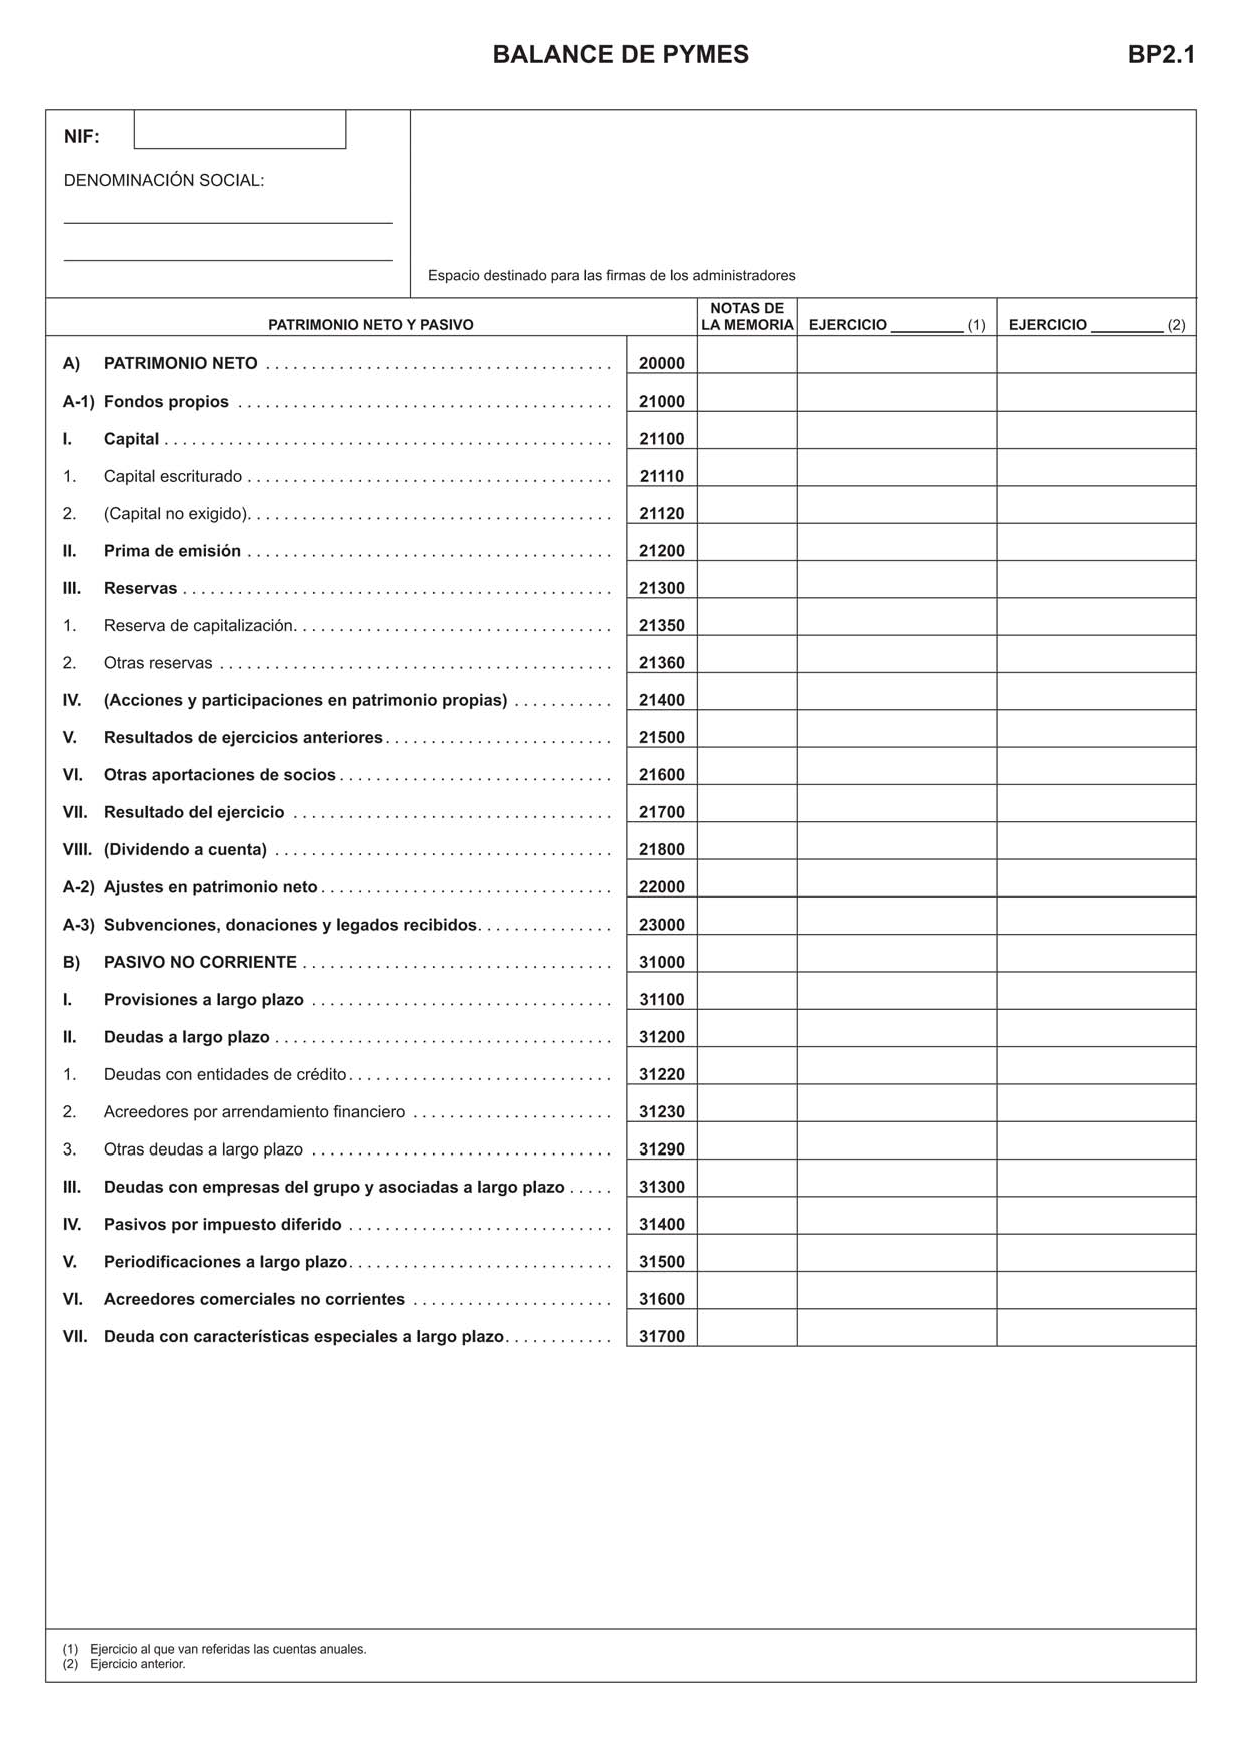 BALANCE DE PYMES BP2.1
NIF:
DENOMINACIÓN SOCIAL:
Espacio destinado para las firmas de los administradores
PATRIMONIO NETO Y PASIVO NOTAS DE LA MEMORIA EJERCICIO _________ (1) EJERCICIO _________ (2)
A) PATRIMONIO NETO 20000
A-1) Fondos propios 21000
I. Capital 21100
1. Capital escriturado 21110
2. (Capital no exigido) 21120
II. Prima de emisión 21200
III. Reservas 21300
1. Reserva de capitalización 21350
2. Otras reservas 21360
IV. (Acciones y participaciones en patrimonio propias) 21400
V. Resultados de ejercicios anteriores 21500
VI. Otras aportaciones de socios 21600
VII. Resultado del ejercicio 21700
VIII. (Dividendo a cuenta) 21800
A-2) Ajustes en patrimonio neto 22000
A-3) Subvenciones, donaciones y legados recibidos 23000
B) PASIVO NO CORRIENTE 31000
I. Provisiones a largo plazo 31100
II. Deudas a largo plazo 31200
1. Deudas con entidades de crédito 31220
2. Acreedores por arrendamiento financiero 31230
3. Otras deudas a largo plazo 31290
III. Deudas con empresas del grupo y asociadas a largo plazo 31300
IV. Pasivos por impuesto diferido 31400
V. Periodificaciones a largo plazo 31500
VI. Acreedores comerciales no corrientes 31600
VII. Deuda con características especiales a largo plazo 31700
(1) Ejercicio al que van referidas las cuentas anuales.
(2) Ejercicio anterior.